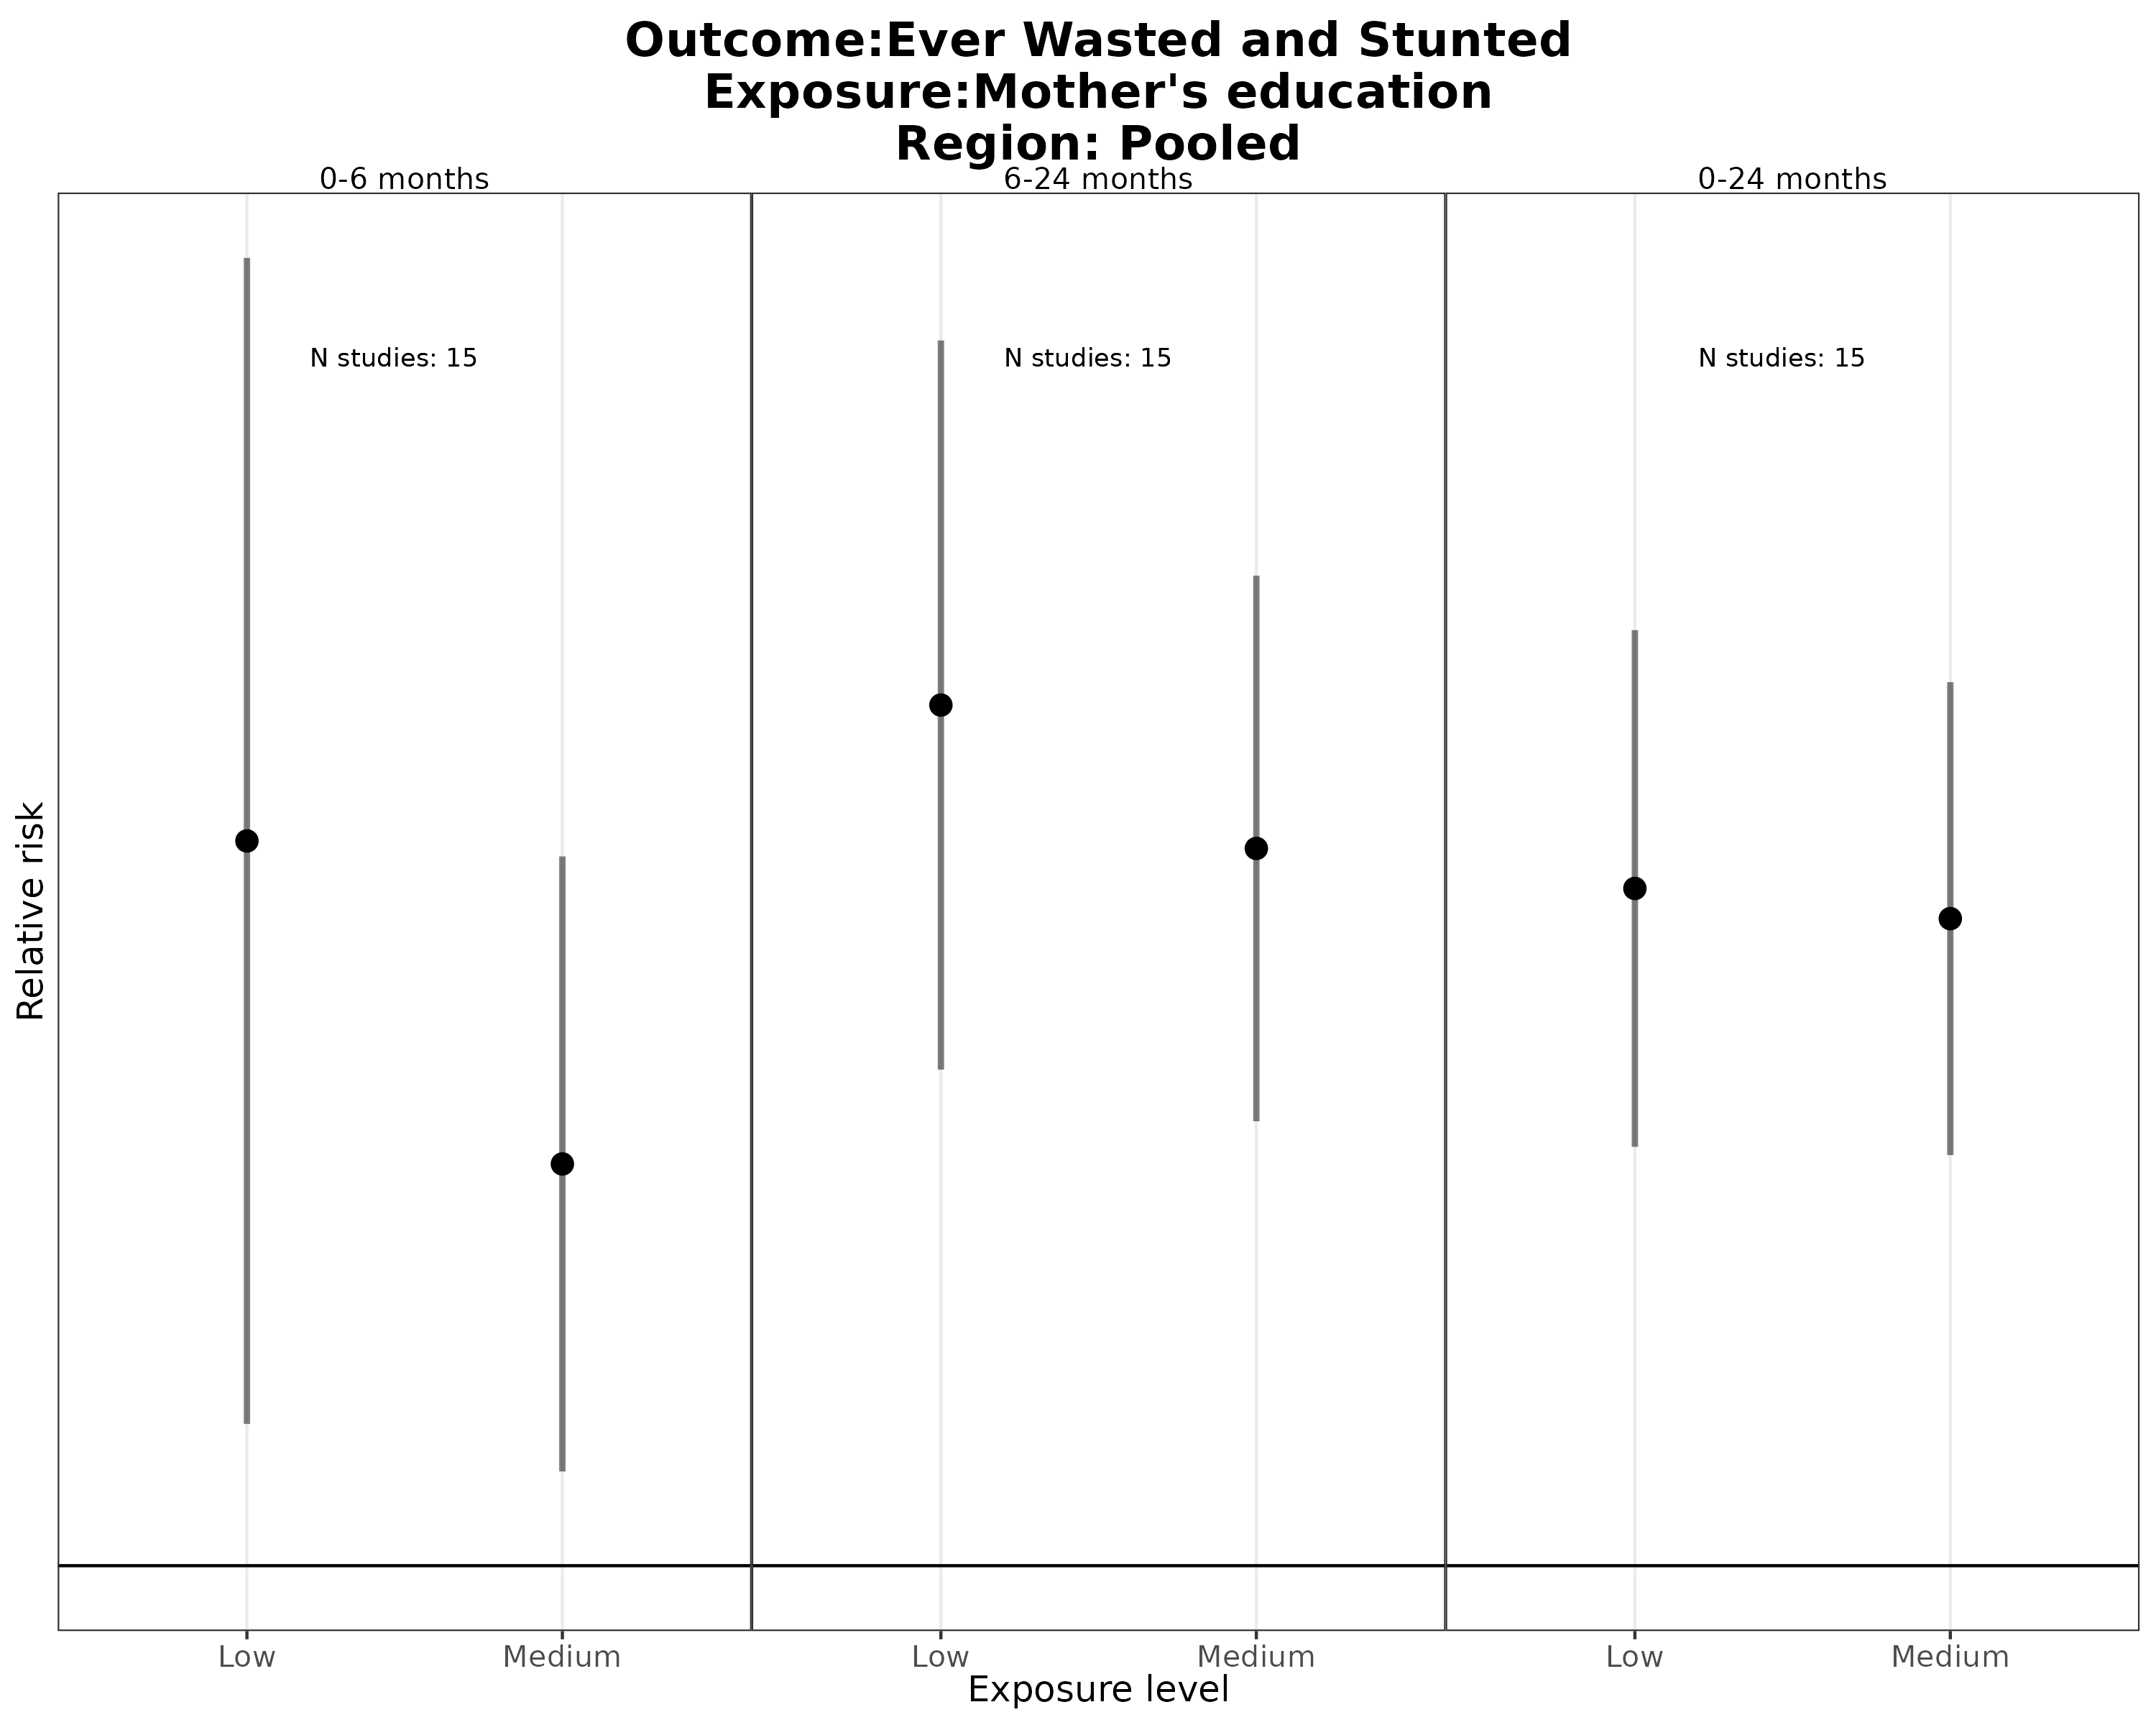 Outcome:Ever Wasted and Stunted
Exposure:Mother's education
Region: Pooled
0-6 months
6-24 months
0-24 months
N studies: 15
N studies: 15
N studies: 15
Relative risk
Low
Medium
Low
Medium
Low
Medium
Exposure level